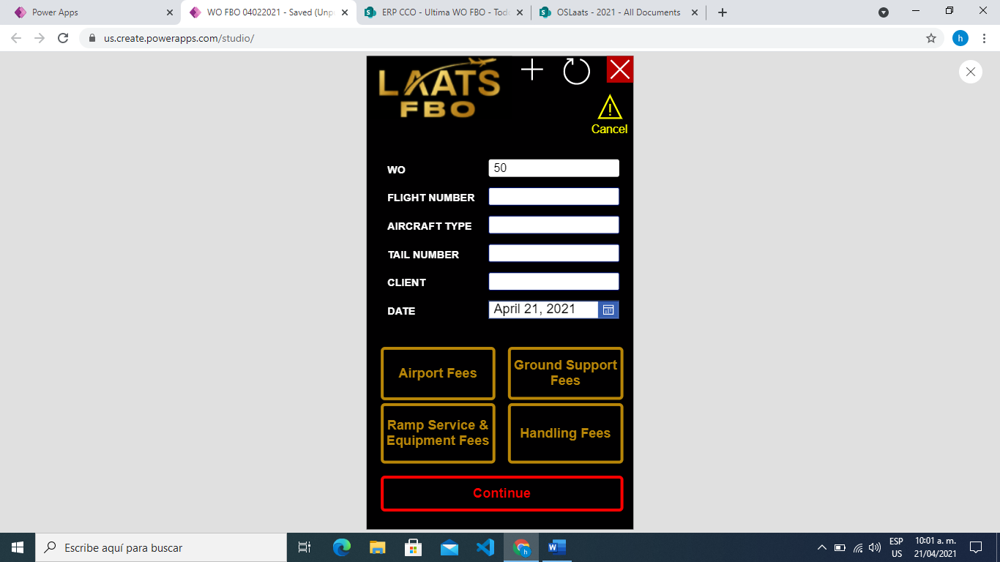 Power Apps
WO FBO 04022021 - Saved (Unp
ERP CCO - Ultima WO FBO - Tod
OSLaats - 2021 - All Documents
us.create.powerapps.com/studio/
h
LAATS
FBO
Cancel
WO
50
FLIGHT NUMBER
AIRCRAFT TYPE
TAIL NUMBER
CLIENT
DATE
April 21, 2021
Airport Fees
Ground Support
Fees
Ramp Service &
Equipment Fees
Handling Fees
Continue
Escribe aquí para buscar
ESP
US
10:01 a. m.
21/04/2021